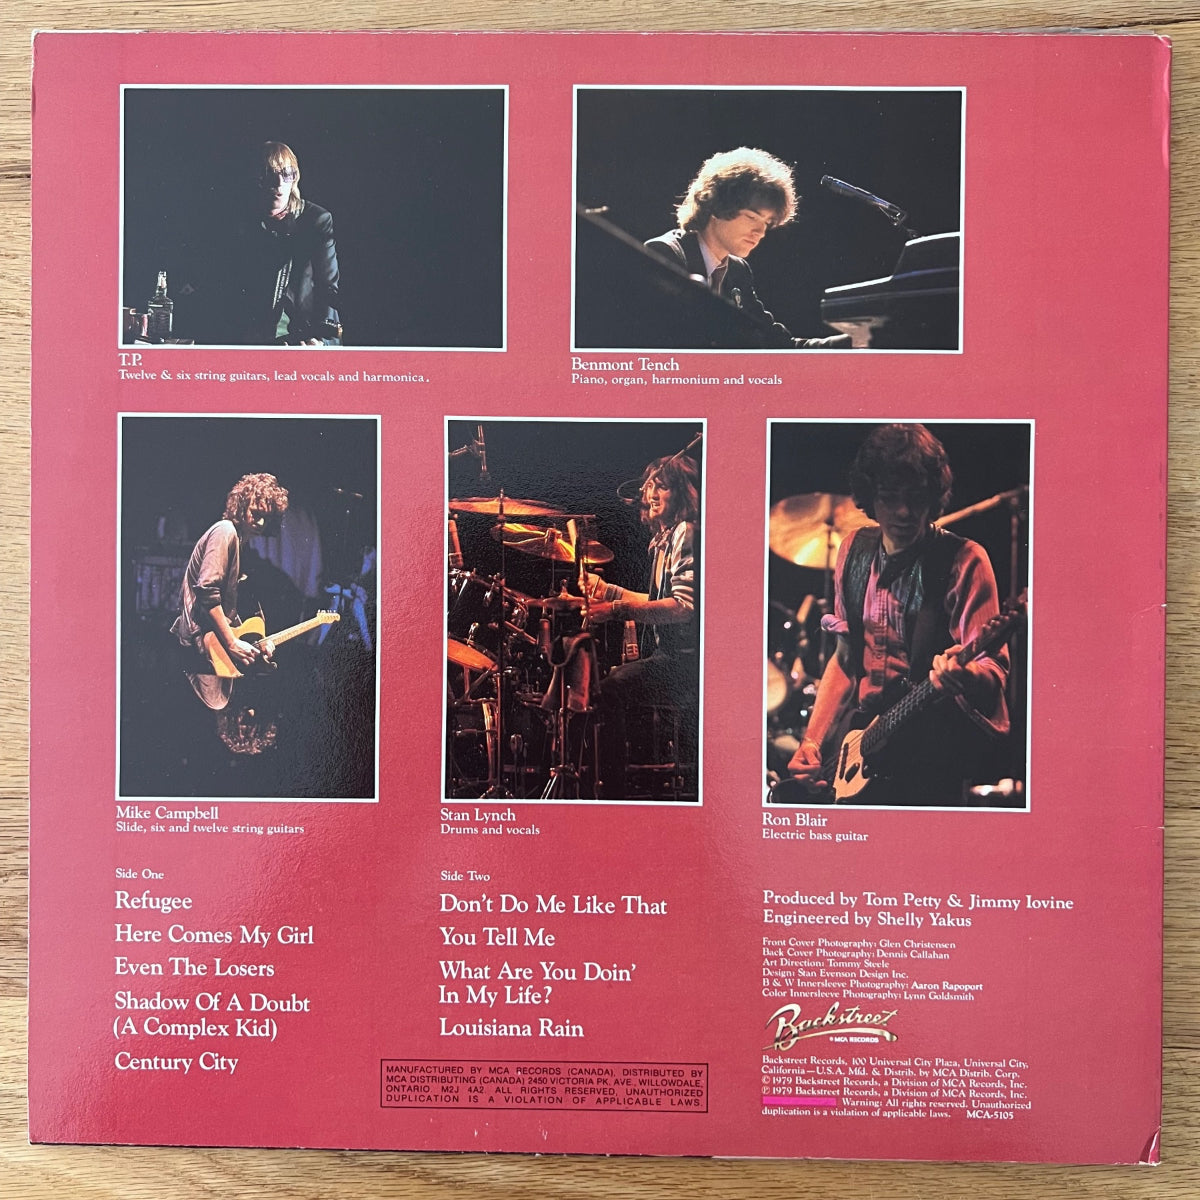 T.P.
Twelve & six string guitars, lead vocals and harmonica.
Benmont Tench
Piano, organ, harmonium and vocals
Mike Campbell
Slide, six and twelve string guitars
Stan Lynch
Drums and vocals
Ron Blair
Electric bass guitar
Side One
Refugee
Here Comes My Girl
Even The Losers
Shadow Of A Doubt
(A Complex Kid)
Century City
Side Two
Don't Do Me Like That
You Tell Me
What Are You Doin'
In My Life?
Louisiana Rain
MANUFACTURED BY MCA RECORDS (CANADA), DISTRIBUTED BY
MCA DISTRIBUTING (CANADA) 2450 VICTORIA PK. AVE., WILLOWDALE,
ONTARIO M2J 4A2. ALL RIGHTS RESERVED, UNAUTHORIZED
DUPLICATION IS A VIOLATION OF APPLICABLE LAWS.
Produced by Tom Petty & Jimmy Iovine
Engineered by Shelly Yakus
Front Cover Photography: Glen Christensen
Back Cover Photography: Dennis Callahan
Art Direction: Tommy Steele
Design: Stan Evenson Design Inc.
B & W Innersleeve Photography: Aaron Rapoport
Color Innersleeve Photography: Lynn Goldsmith
Backstreet
© MCA RECORDS
Backstreet Records, 100 Universal City Plaza, Universal City,
California—U.S.A. Mfd. & Distrib. by MCA Distrib. Corp.
© 1979 Backstreet Records, a Division of MCA Records, Inc.
℗ 1979 Backstreet Records, a Division of MCA Records, Inc.
Warning: All rights reserved. Unauthorized
duplication is a violation of applicable laws. MCA-5105